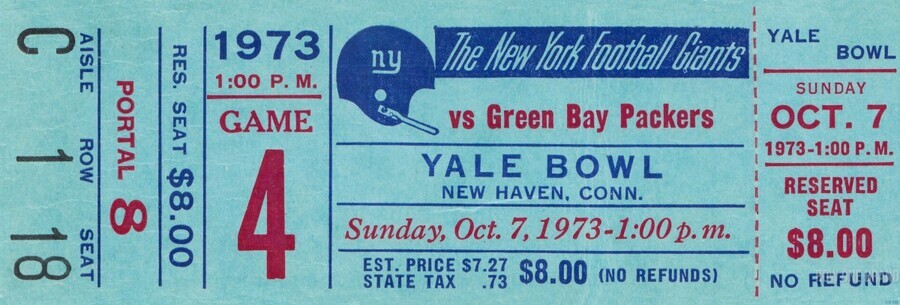 C 1 18
AISLE ROW SEAT
PORTAL 8
RES. SEAT $8.00
1973
1:00 P. M.
GAME
4
ny
The New York Football Giants
vs Green Bay Packers
YALE BOWL
NEW HAVEN, CONN.
Sunday, Oct. 7, 1973-1:00 p. m.
EST. PRICE $7.27
STATE TAX .73
$8.00 (NO REFUNDS)
YALE
BOWL
SUNDAY
OCT. 7
1973-1:00 P. M.
RESERVED
SEAT
$8.00
NO REFUND